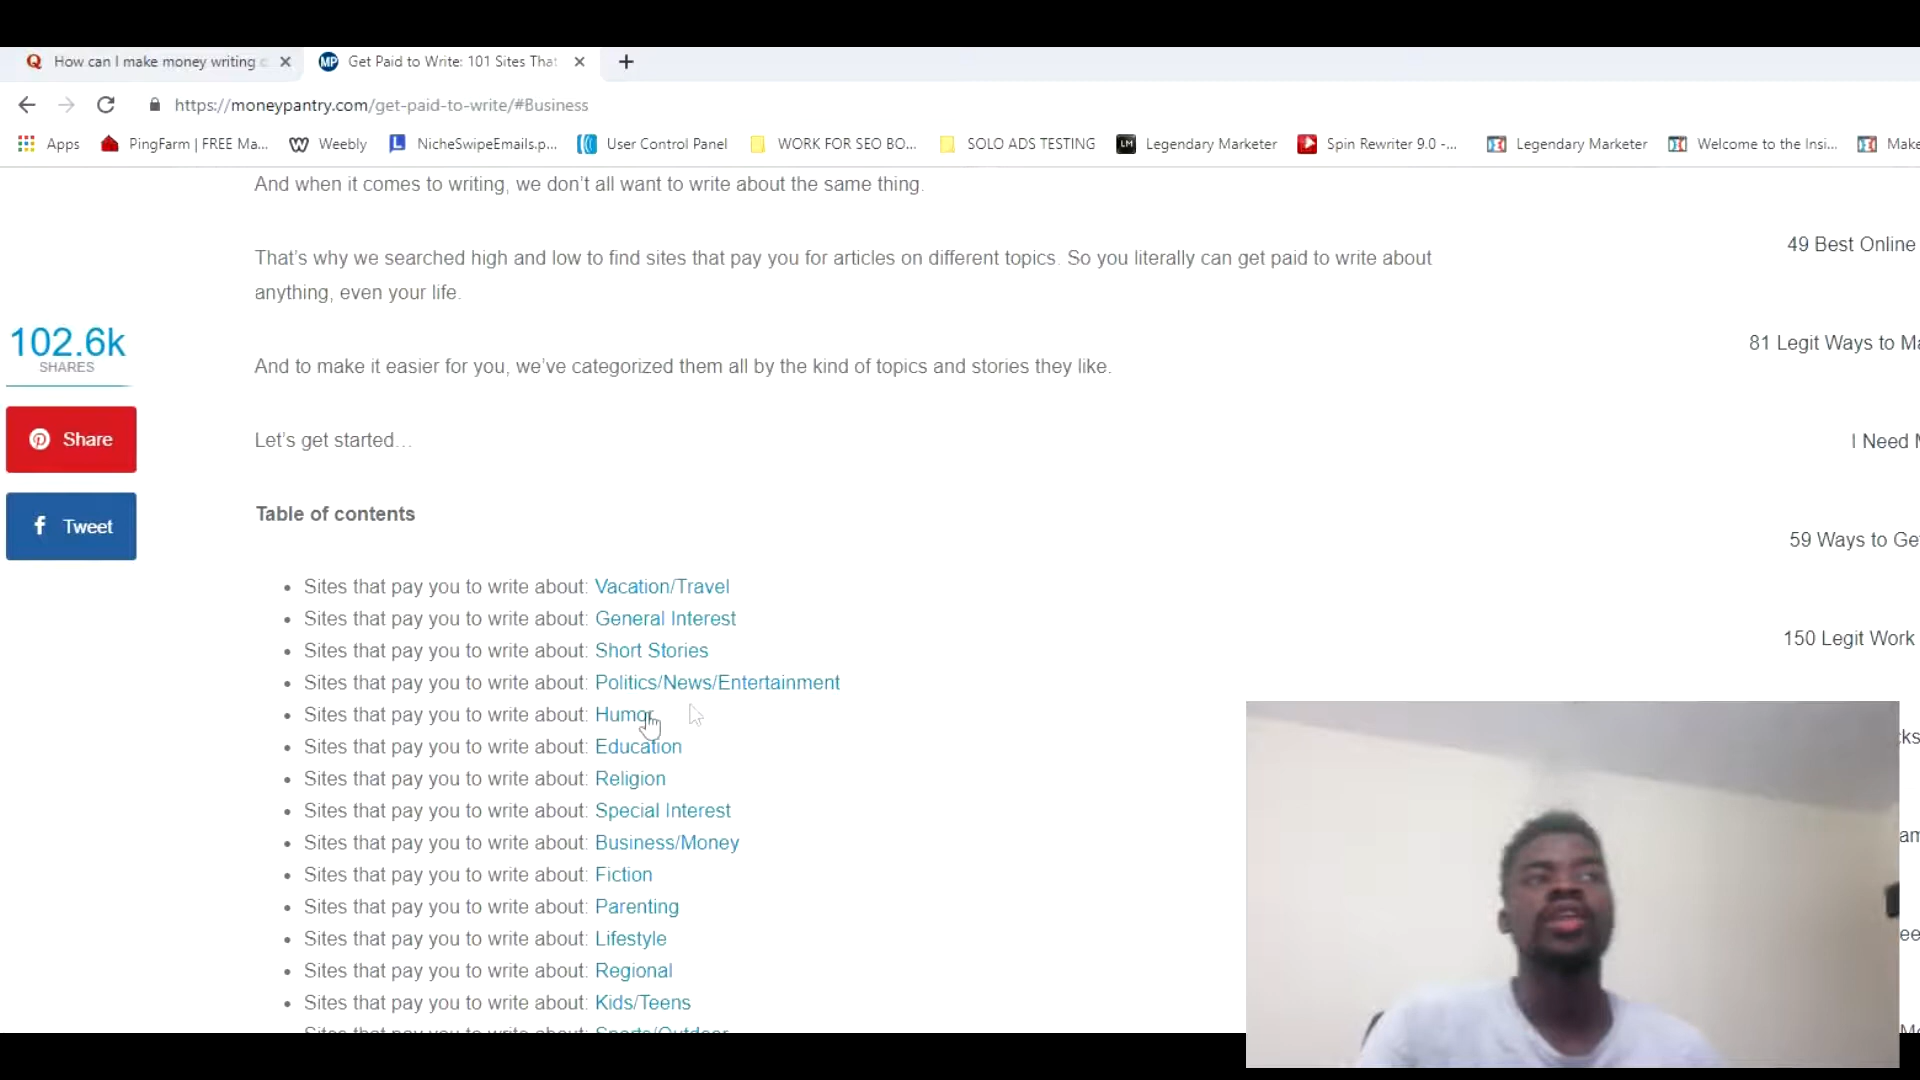 How can I make money writing
Get Paid to Write: 101 Sites That
https://moneypantry.com/get-paid-to-write/#Business
Apps
PingFarm | FREE Ma...
Weebly
NicheSwipeEmails.p...
User Control Panel
WORK FOR SEO BO...
SOLO ADS TESTING
LM
Legendary Marketer
Spin Rewriter 9.0 -...
Legendary Marketer
Welcome to the Insi...
Make
And when it comes to writing, we don't all want to write about the same thing.
That's why we searched high and low to find sites that pay you for articles on different topics. So you literally can get paid to write about
anything, even your life.
And to make it easier for you, we've categorized them all by the kind of topics and stories they like.
Let's get started…
Table of contents
• Sites that pay you to write about: Vacation/Travel
• Sites that pay you to write about: General Interest
• Sites that pay you to write about: Short Stories
• Sites that pay you to write about: Politics/News/Entertainment
• Sites that pay you to write about: Humor
• Sites that pay you to write about: Education
• Sites that pay you to write about: Religion
• Sites that pay you to write about: Special Interest
• Sites that pay you to write about: Business/Money
• Sites that pay you to write about: Fiction
• Sites that pay you to write about: Parenting
• Sites that pay you to write about: Lifestyle
• Sites that pay you to write about: Regional
• Sites that pay you to write about: Kids/Teens
Sites that pay you to write about: Sports/Outdoor
102.6k
SHARES
Share
Tweet
49 Best Online
81 Legit Ways to
I Need
59 Ways to
150 Legit Work